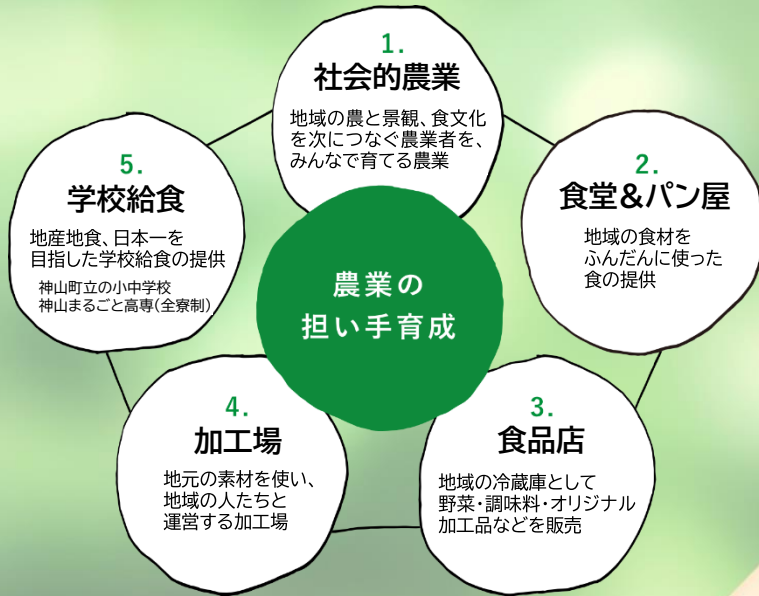 1.
社会的農業
地域の農と景観、食文化
を次につなぐ農業者を、
みんなで育てる農業
2.
食堂&パン屋
地域の食材を
ふんだんに使った
食の提供
3.
食品店
地域の冷蔵庫として
野菜・調味料・オリジナル
加工品などを販売
4.
加工場
地元の素材を使い、
地域の人たちと
運営する加工場
5.
学校給食
地産地食、日本一を
目指した学校給食の提供
神山町立の小中学校
神山まるごと高専(全寮制)
農業の
担い手育成